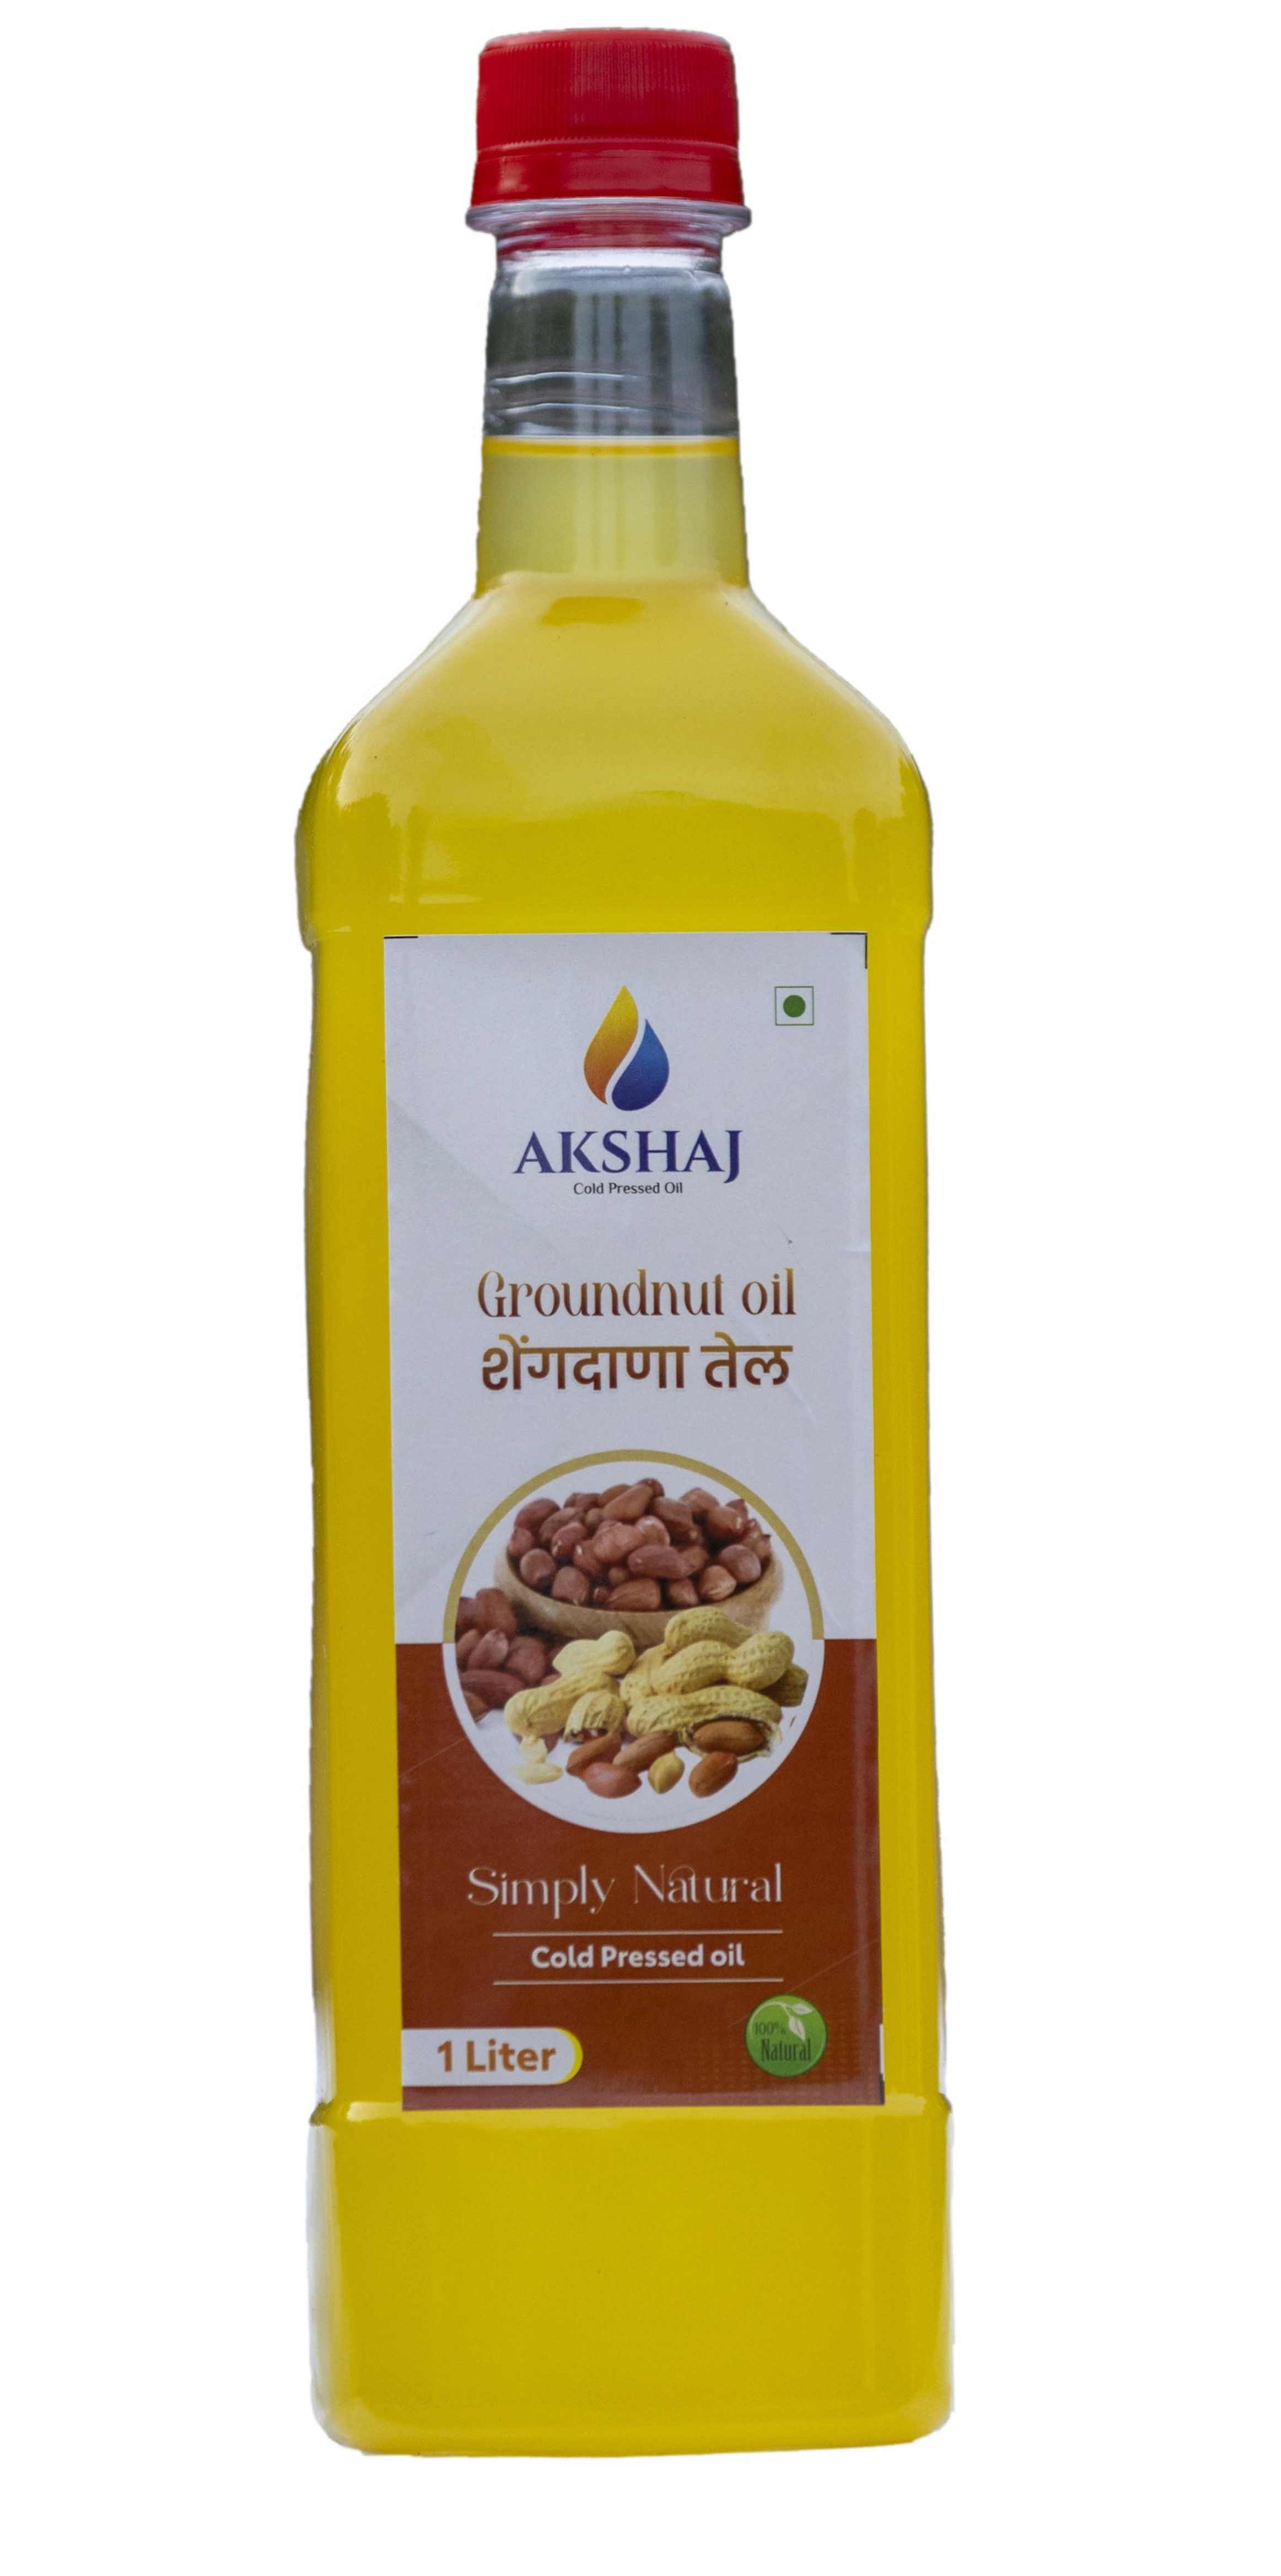 AKSHAJ
Cold Pressed Oil
Groundnut oil
शेंगदाणा तेल
Simply Natural
Cold Pressed oil
1 Liter
100%
Natural